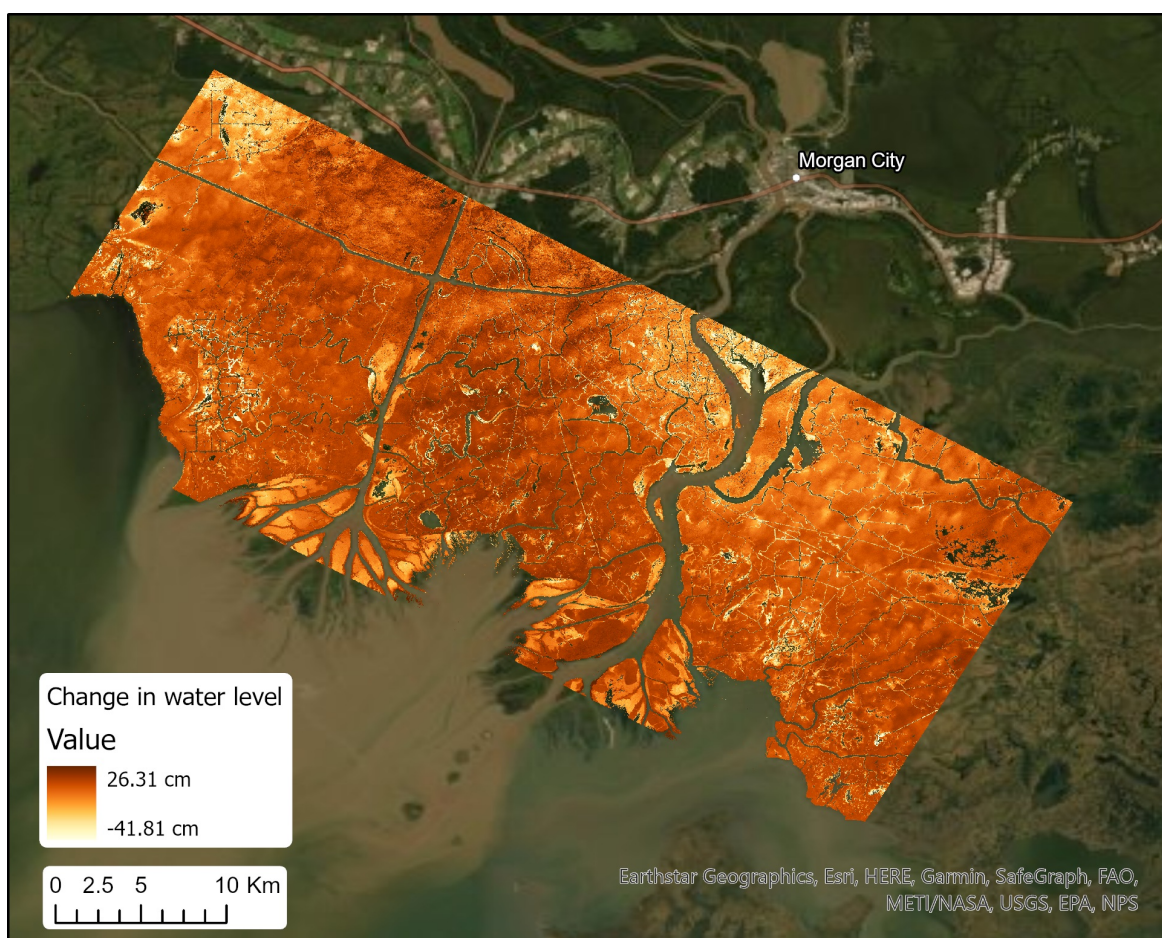 Morgan City
Change in water level
Value
26.31 cm
-41.81 cm
0 2.5 5 10 Km
Earthstar Geographics, Esri, HERE, Garmin, SafeGraph, FAO,
METI/NASA, USGS, EPA, NPS